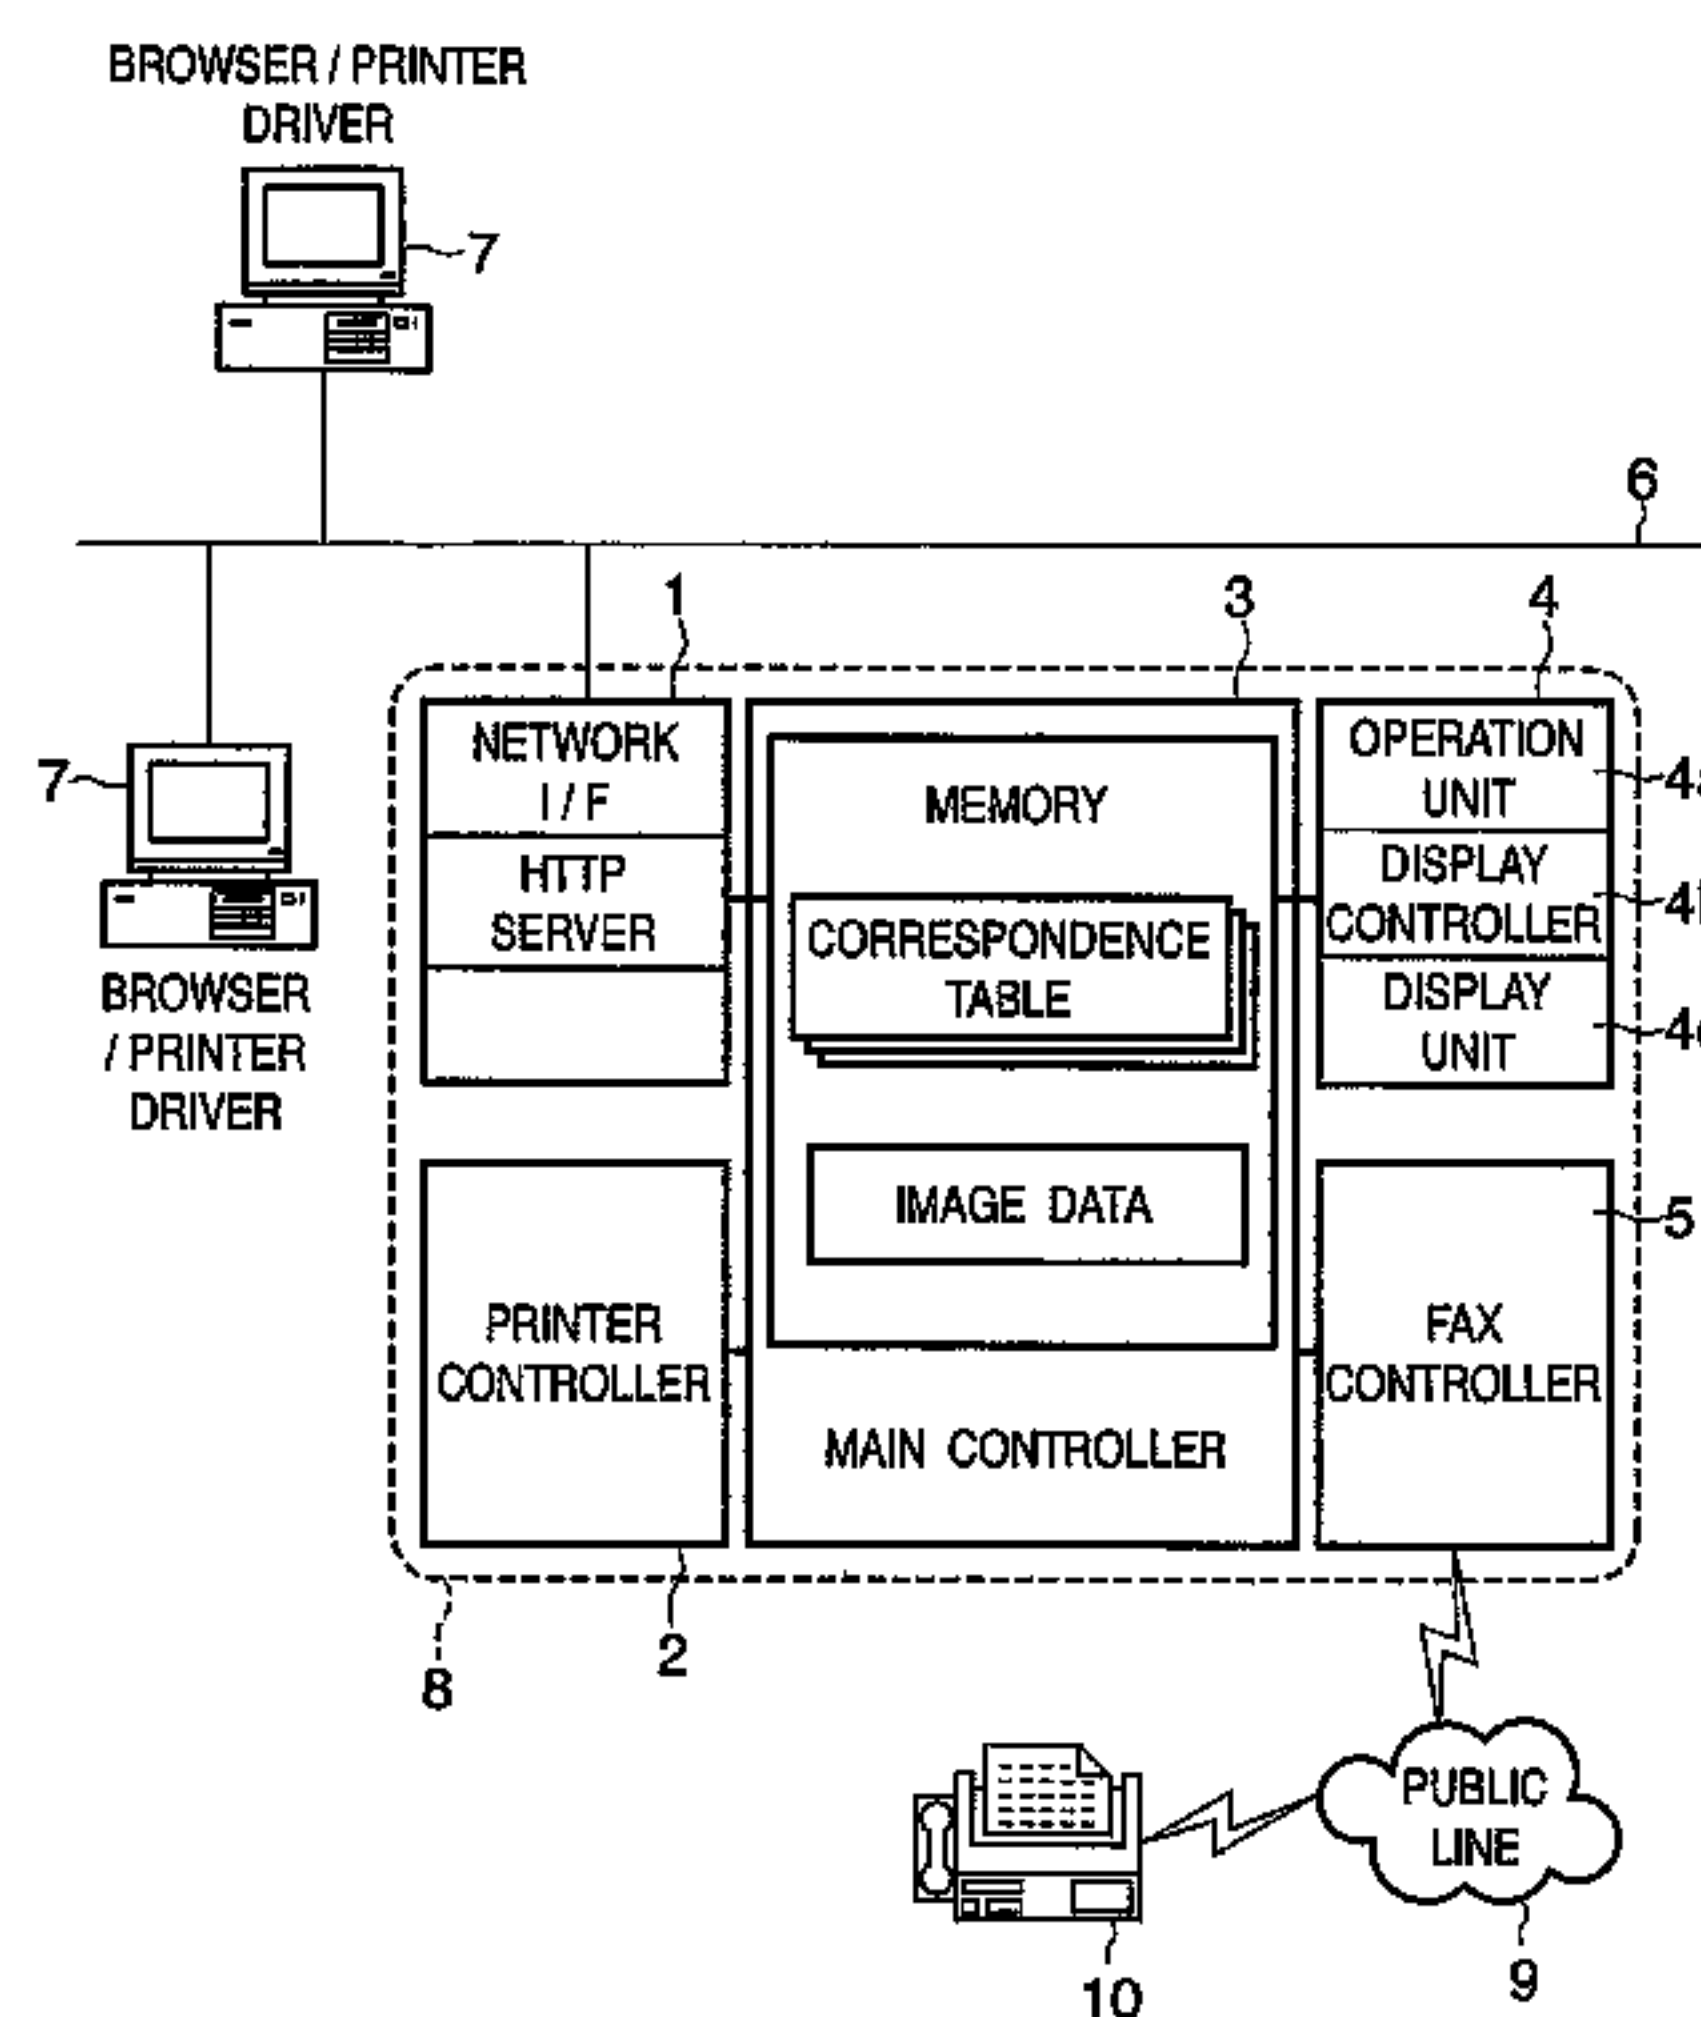 BROWSER / PRINTER
DRIVER
7
6
1
3
4
NETWORK
I / F
HTTP
SERVER
MEMORY
CORRESPONDENCE
TABLE
IMAGE DATA
MAIN CONTROLLER
OPERATION
UNIT
DISPLAY
CONTROLLER
DISPLAY
UNIT
7
BROWSER
/ PRINTER
DRIVER
PRINTER
CONTROLLER
FAX
CONTROLLER
5
8
2
PUBLIC
LINE
9
10